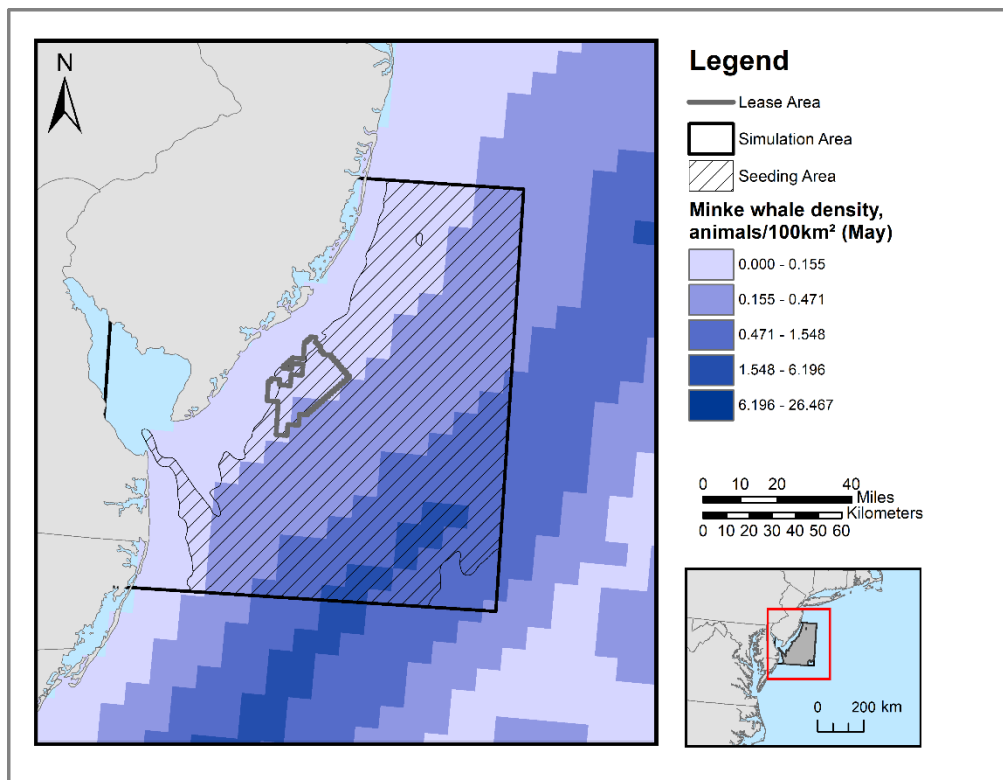 N
Legend
Lease Area
Simulation Area
Seeding Area
Minke whale density,
animals/100km² (May)
0.000 - 0.155
0.155 - 0.471
0.471 - 1.548
1.548 - 6.196
6.196 - 26.467
0 10 20 40
Miles
Kilometers
0 10 20 30 40 50 60
0 200 km